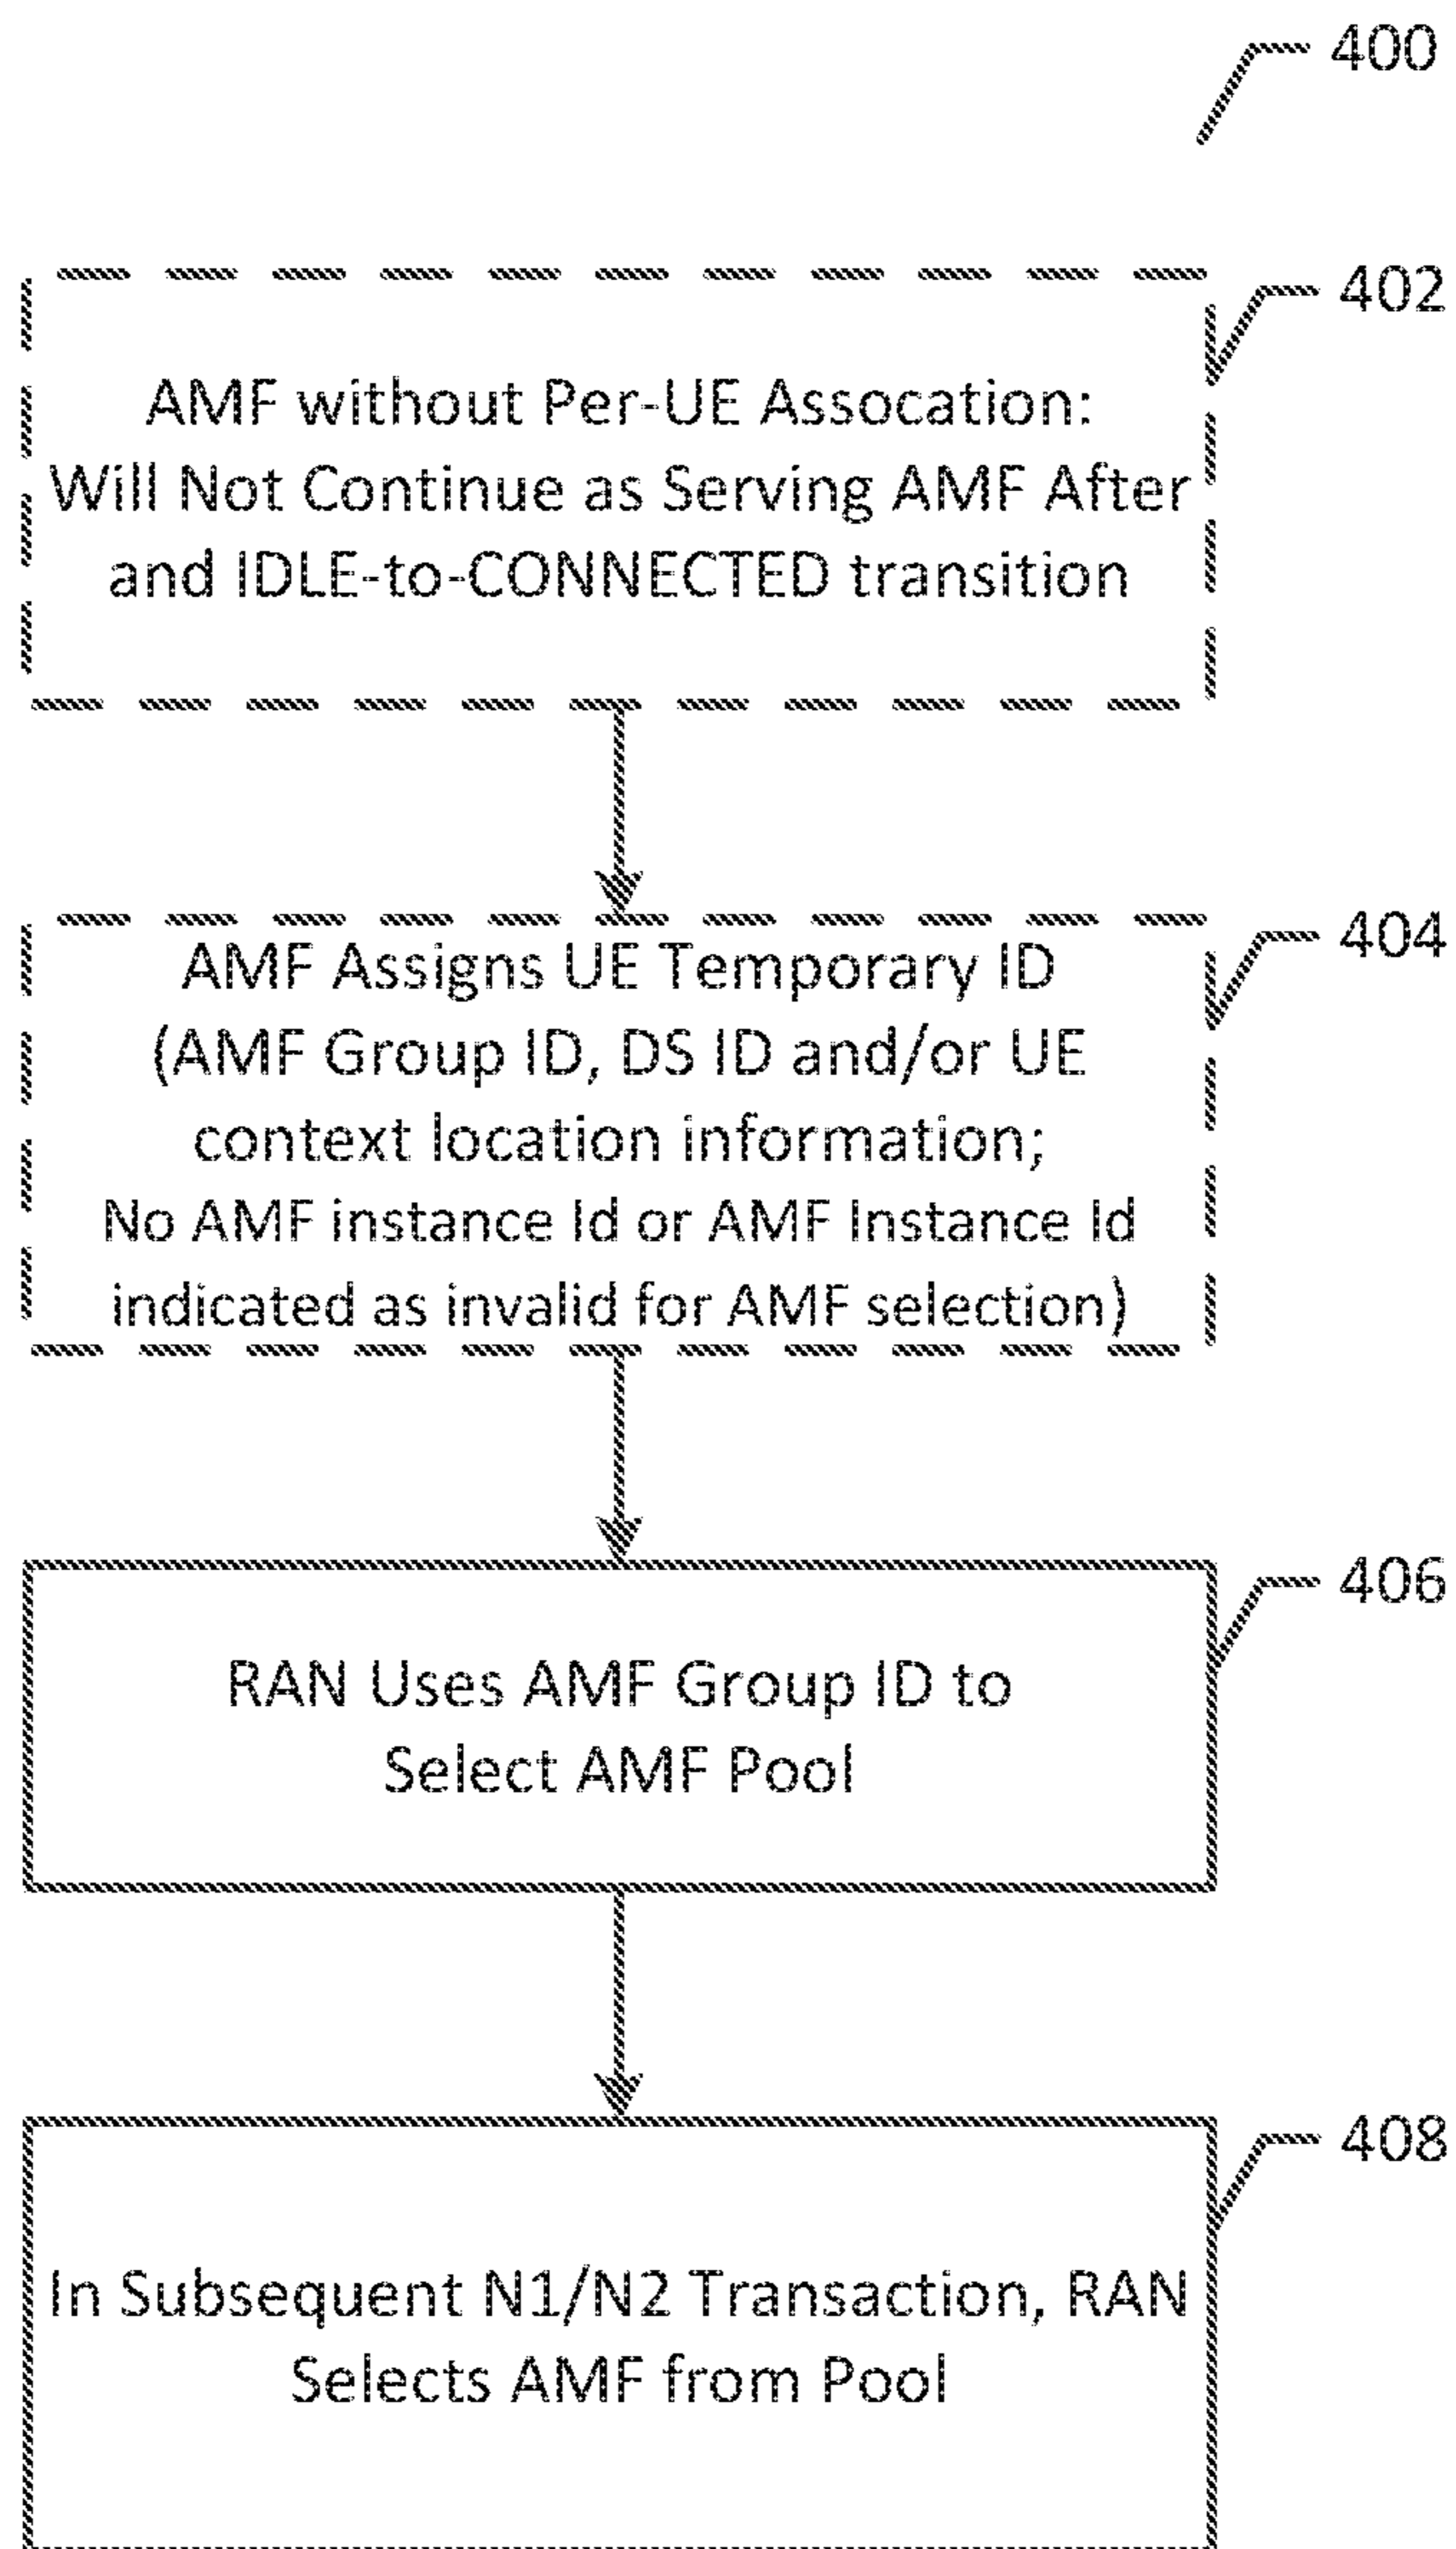 400
402
AMF without Per-UE Assocation:
Will Not Continue as Serving AMF After
and IDLE-to-CONNECTED transition
404
AMF Assigns UE Temporary ID
(AMF Group ID, DS ID and/or UE
context location information;
No AMF instance Id or AMF Instance Id
indicated as invalid for AMF selection)
406
RAN Uses AMF Group ID to
Select AMF Pool
408
In Subsequent N1/N2 Transaction, RAN
Selects AMF from Pool